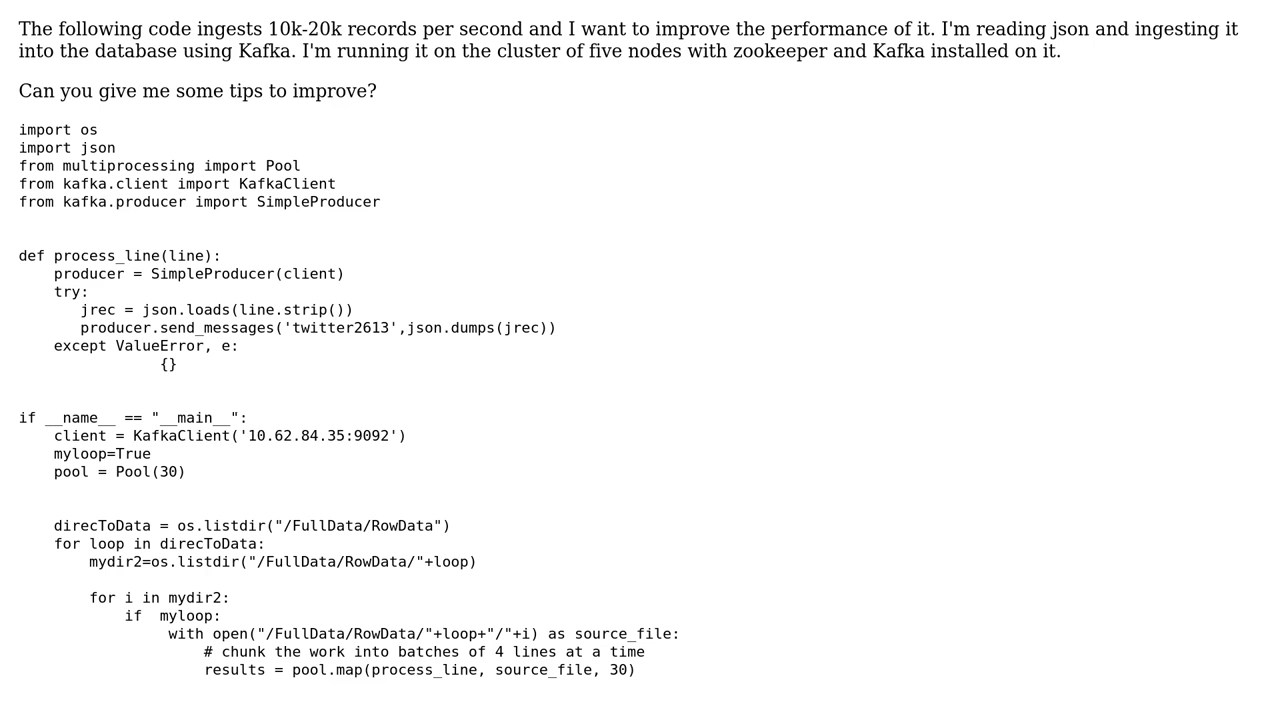 The following code ingests 10k-20k records per second and I want to improve the performance of it. I'm reading json and ingesting it
into the database using Kafka. I'm running it on the cluster of five nodes with zookeeper and Kafka installed on it.
Can you give me some tips to improve?
import os
import json
from multiprocessing import Pool
from kafka.client import KafkaClient
from kafka.producer import SimpleProducer
def process_line(line):
    producer = SimpleProducer(client)
    try:
       jrec = json.loads(line.strip())
       producer.send_messages('twitter2613',json.dumps(jrec))
    except ValueError, e:
                {}
if __name__ == "__main__":
    client = KafkaClient('10.62.84.35:9092')
    myloop=True
    pool = Pool(30)
    direcToData = os.listdir("/FullData/RowData")
    for loop in direcToData:
        mydir2=os.listdir("/FullData/RowData/"+loop)
        for i in mydir2:
            if  myloop:
                 with open("/FullData/RowData/"+loop+"/"+i) as source_file:
                     # chunk the work into batches of 4 lines at a time
                     results = pool.map(process_line, source_file, 30)